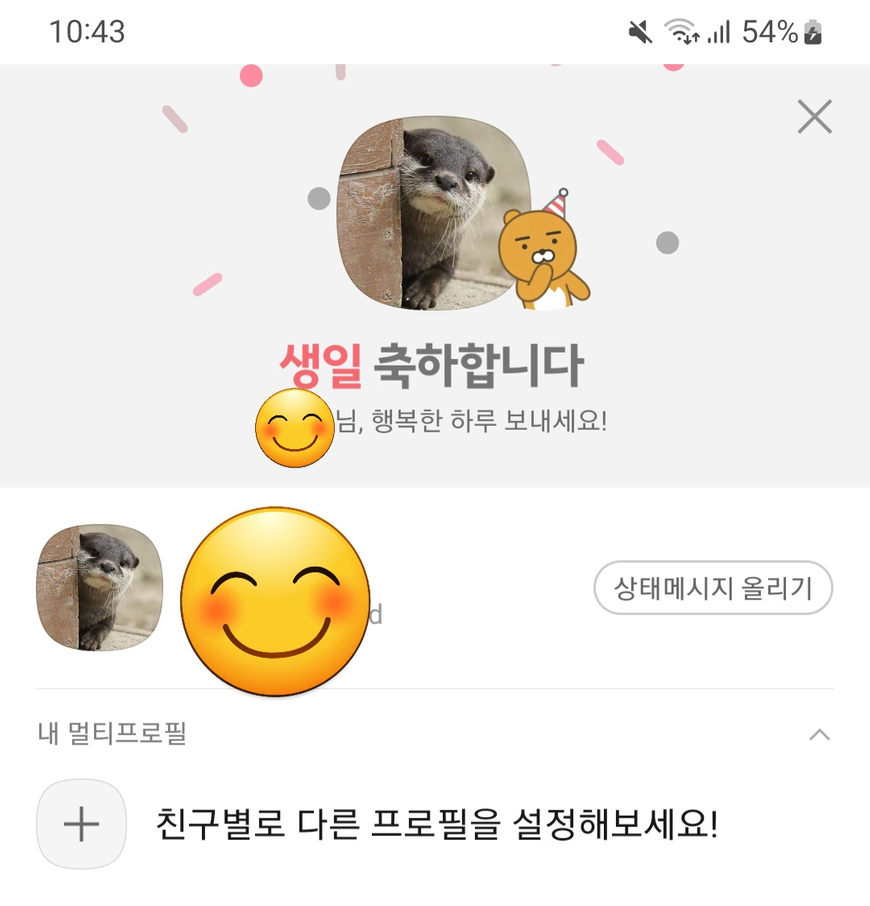 10:43 54%
생일 축하합니다
님, 행복한 하루 보내세요!
d
상태메시지 올리기
내 멀티프로필
친구별로 다른 프로필을 설정해보세요!